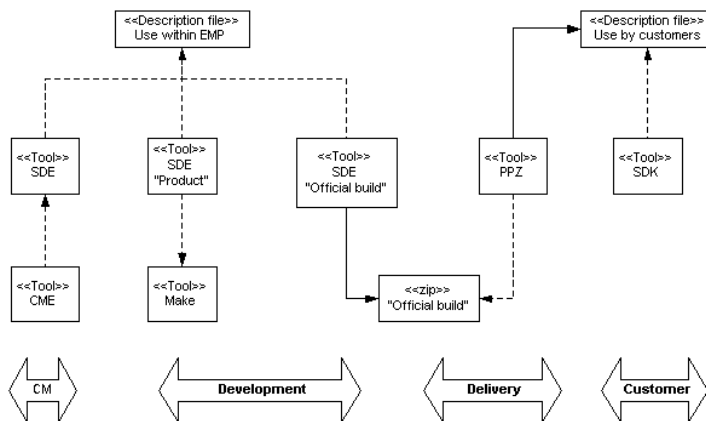 <<Description file>>
Use within EMP
<<Description file>>
Use by customers
<<Tool>>
SDE
<<Tool>>
SDE
"Product"
<<Tool>>
SDE
"Official build"
<<Tool>>
PPZ
<<Tool>>
SDK
<<Tool>>
CME
<<Tool>>
Make
<<zip>>
"Official build"
CM
Development
Delivery
Customer